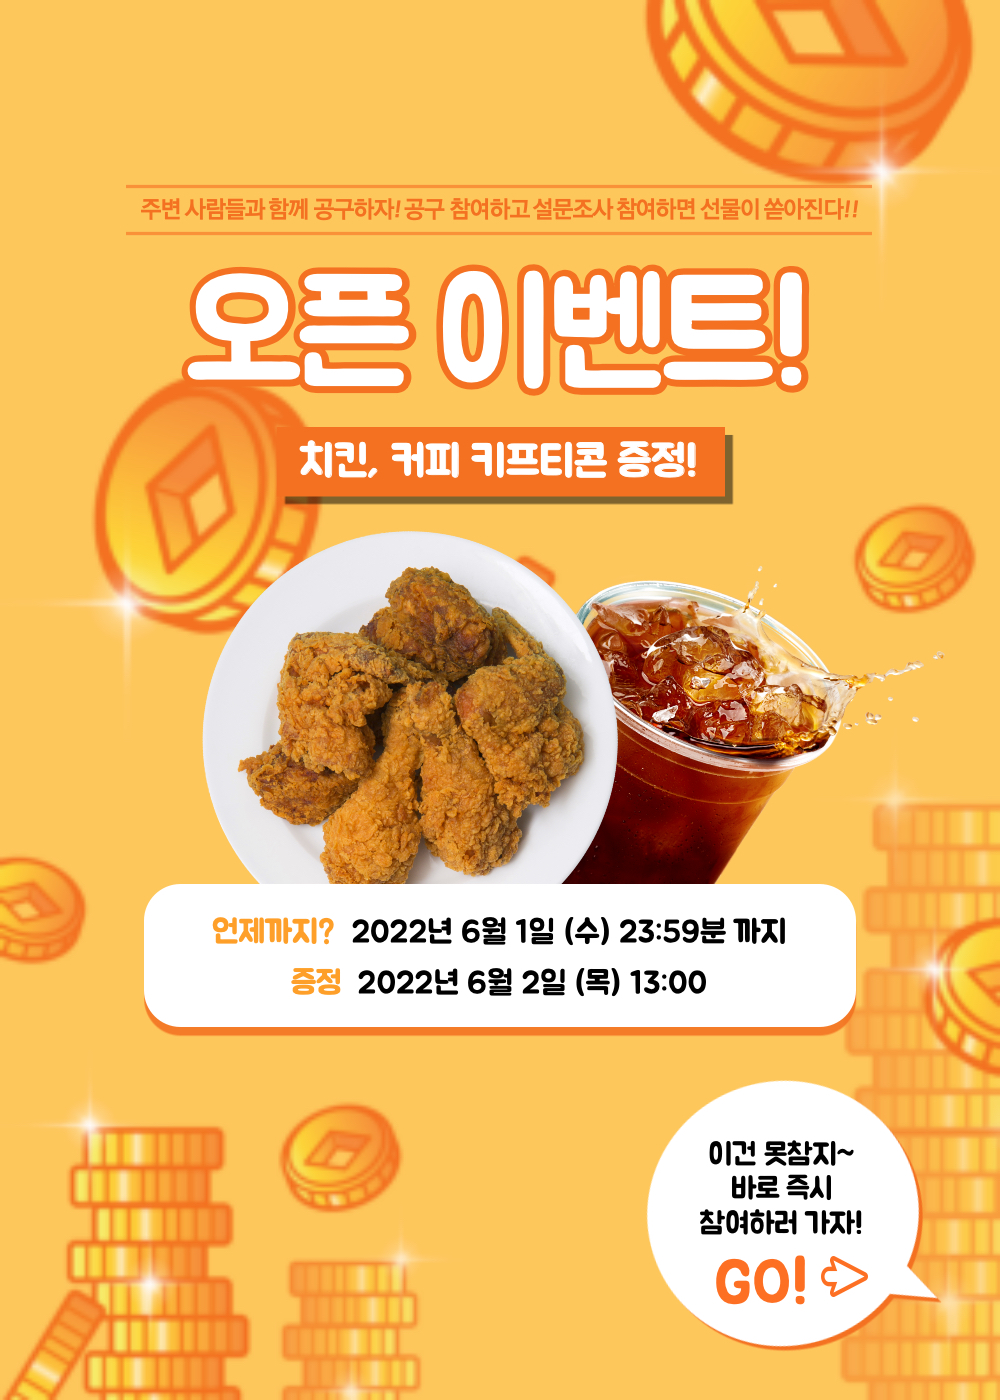 주변 사람들과 함께 공구하자! 공구 참여하고 설문조사 참여하면 선물이 쏟아진다!!
오픈 이벤트!
치킨, 커피 키프티콘 증정!
언제까지? 2022년 6월 1일 (수) 23:59분 까지
증정 2022년 6월 2일 (목) 13:00
이건 못참지~
바로 즉시
참여하러 가자!
GO!